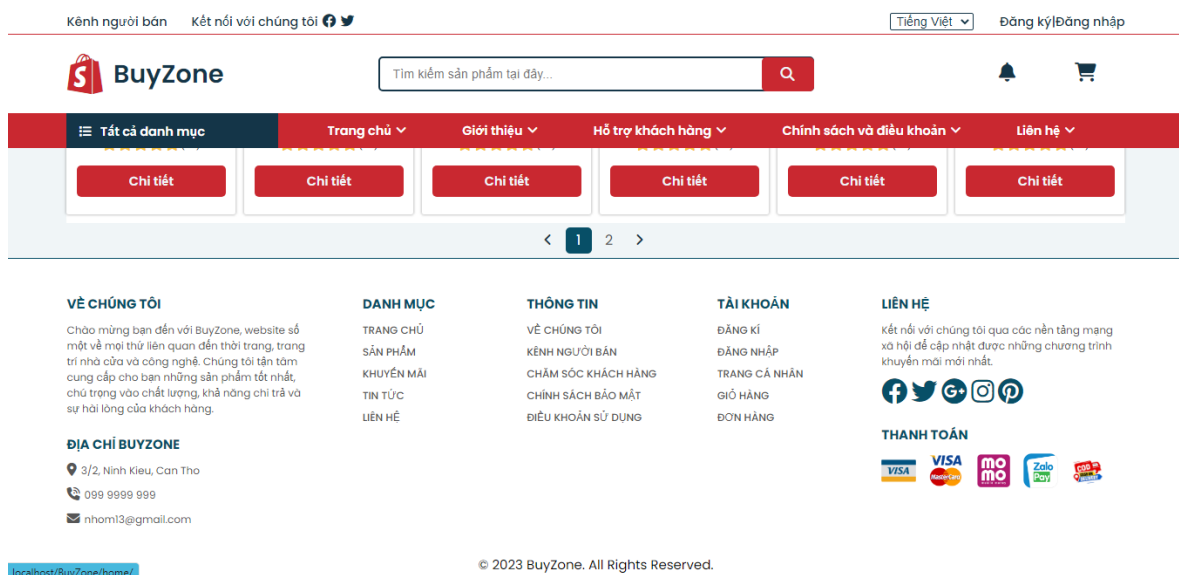 Kênh người bán Kết nối với chúng tôi Tiếng Việt Đăng ký|Đăng nhập
BuyZone Tìm kiếm sản phẩm tại đây...
Tất cả danh mục Trang chủ Giới thiệu Hỗ trợ khách hàng Chính sách và điều khoản Liên hệ
Chi tiết Chi tiết Chi tiết Chi tiết Chi tiết Chi tiết
1 2
VỀ CHÚNG TÔI
Chào mừng bạn đến với BuyZone, website số
một về mọi thứ liên quan đến thời trang, trang
trí nhà cửa và công nghệ. Chúng tôi tận tâm
cung cấp cho bạn những sản phẩm tốt nhất,
chú trọng vào chất lượng, khả năng chi trả và
sự hài lòng của khách hàng.
ĐỊA CHỈ BUYZONE
3/2, Ninh Kieu, Can Tho
099 9999 999
nhom13@gmail.com
DANH MỤC
TRANG CHỦ
SẢN PHẨM
KHUYẾN MÃI
TIN TỨC
LIÊN HỆ
THÔNG TIN
VỀ CHÚNG TÔI
KÊNH NGƯỜI BÁN
CHĂM SÓC KHÁCH HÀNG
CHÍNH SÁCH BẢO MẬT
ĐIỀU KHOẢN SỬ DỤNG
TÀI KHOẢN
ĐĂNG KÍ
ĐĂNG NHẬP
TRANG CÁ NHÂN
GIỎ HÀNG
ĐƠN HÀNG
LIÊN HỆ
Kết nối với chúng tôi qua các nền tảng mạng
xã hội để cập nhật được những chương trình
khuyến mãi mới nhất.
THANH TOÁN
VISA VISA MasterCard mo mo Zalo Pay COD
© 2023 BuyZone. All Rights Reserved.
localhost/BuyZone/home/